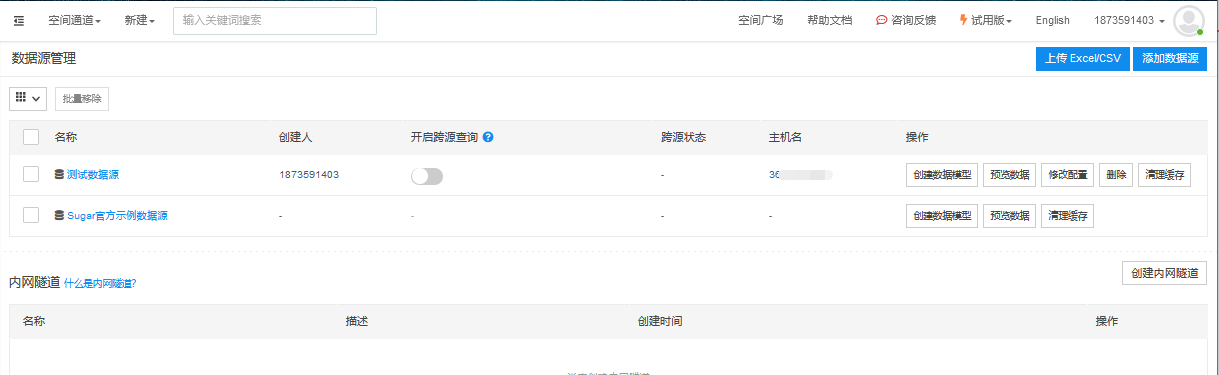 空间通道 新建 输入关键词搜索 空间广场 帮助文档 咨询反馈 试用版 English 1873591403
数据源管理 上传 Excel/CSV 添加数据源
批量移除
名称 创建人 开启跨源查询 跨源状态 主机名 操作
测试数据源 1873591403 - 36 创建数据模型 预览数据 修改配置 删除 清理缓存
Sugar官方示例数据源 - - - - 创建数据模型 预览数据 清理缓存
内网隧道 什么是内网隧道? 创建内网隧道
名称 描述 创建时间 操作